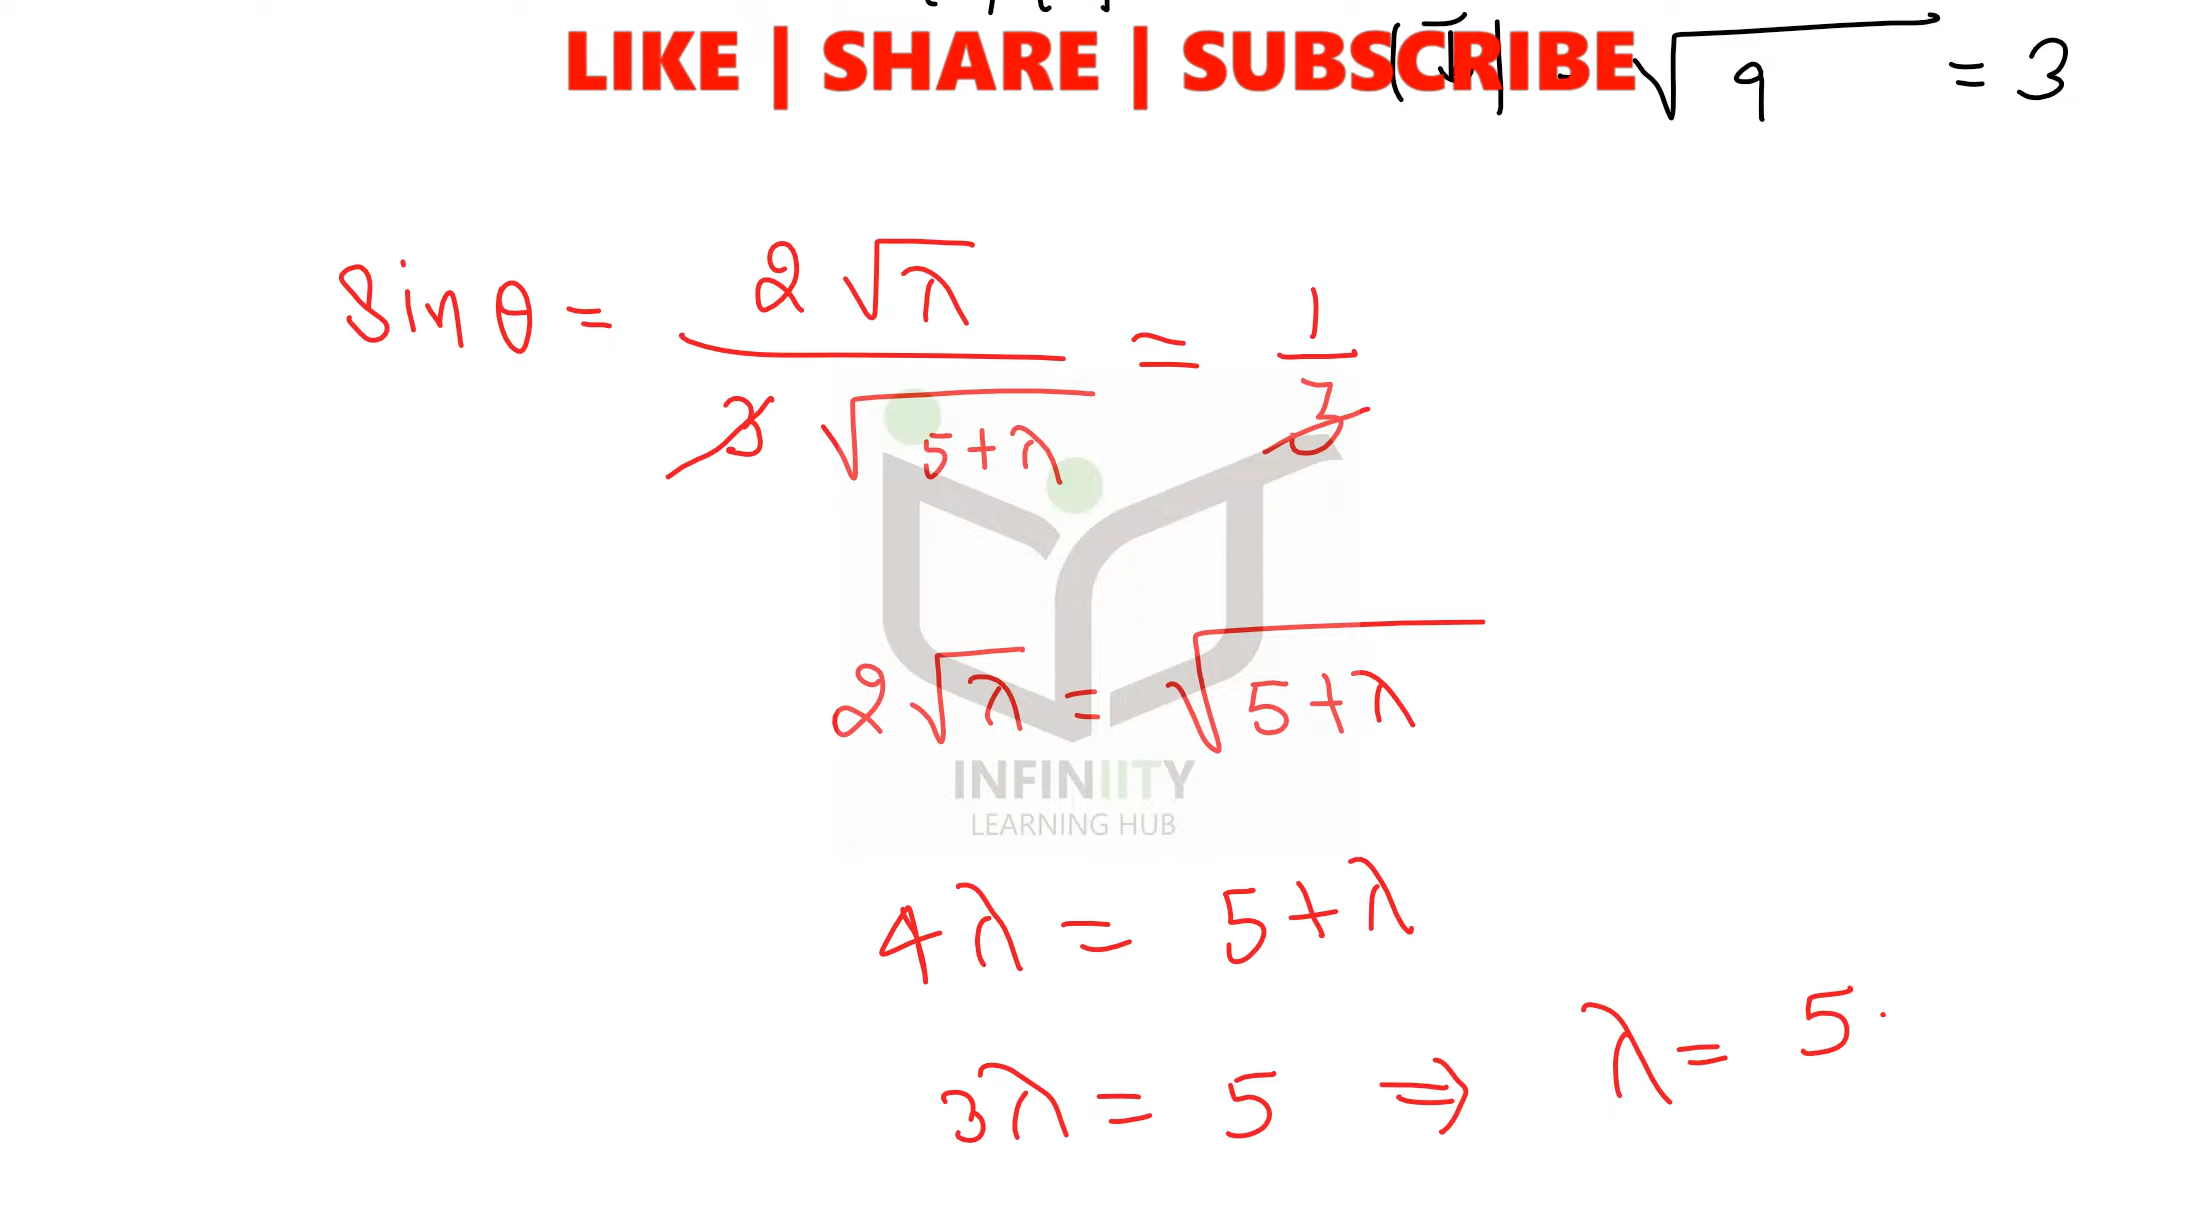 LIKE | SHARE | SUBSCRIBE
√9 = 3
Sin θ = 2√λ / 3√5+λ = 1/3
2√λ = √5+λ
INFINIITY
LEARNING HUB
4λ = 5+λ
3λ = 5 ⇒ λ = 5.